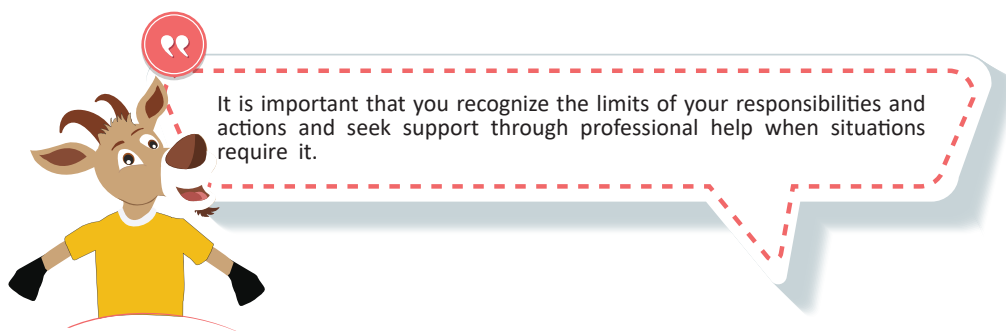 It is important that you recognize the limits of your responsibilities and
actions and seek support through professional help when situations
require it.